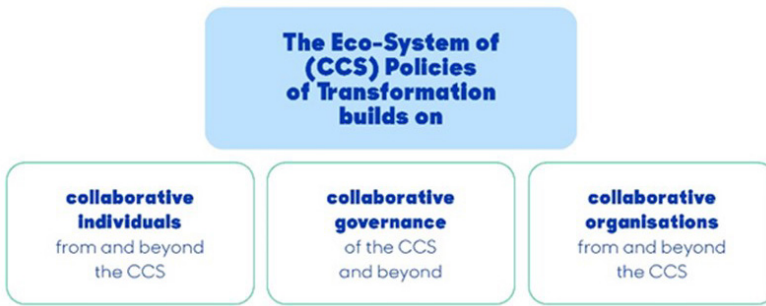 The Eco-System of
(CCS) Policies
of Transformation
builds on
collaborative
individuals
from and beyond
the CCS
collaborative
governance
of the CCS
and beyond
collaborative
organisations
from and beyond
the CCS